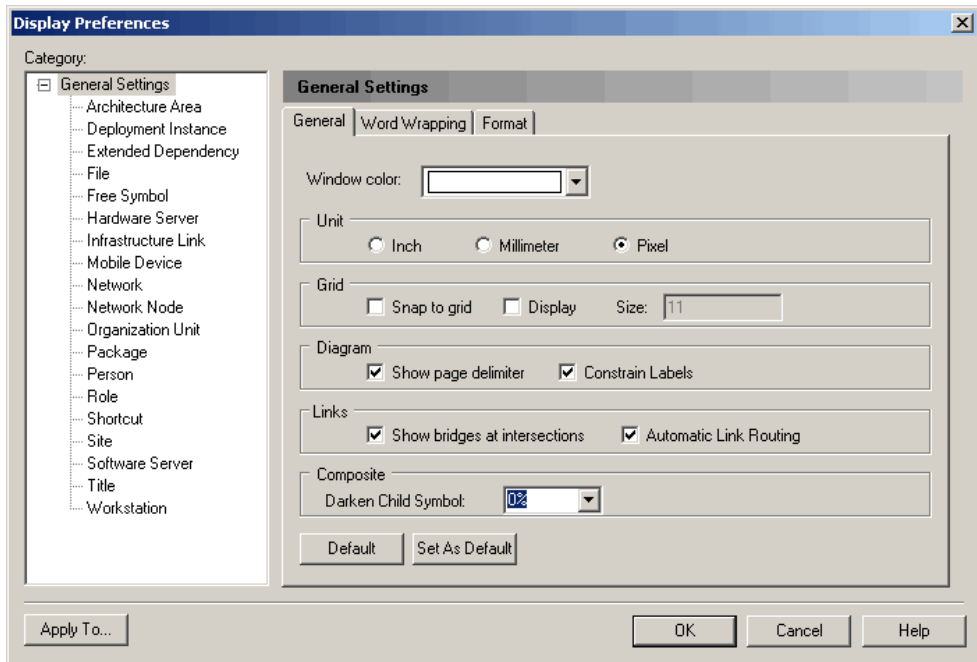 Display Preferences
Category:
General Settings
Architecture Area
Deployment Instance
Extended Dependency
File
Free Symbol
Hardware Server
Infrastructure Link
Mobile Device
Network
Network Node
Organization Unit
Package
Person
Role
Shortcut
Site
Software Server
Title
Workstation
General Settings
General Word Wrapping Format
Window color:
Unit
Inch Millimeter Pixel
Grid
Snap to grid Display Size: 11
Diagram
Show page delimiter Constrain Labels
Links
Show bridges at intersections Automatic Link Routing
Composite
Darken Child Symbol: 0%
Default Set As Default
Apply To... OK Cancel Help